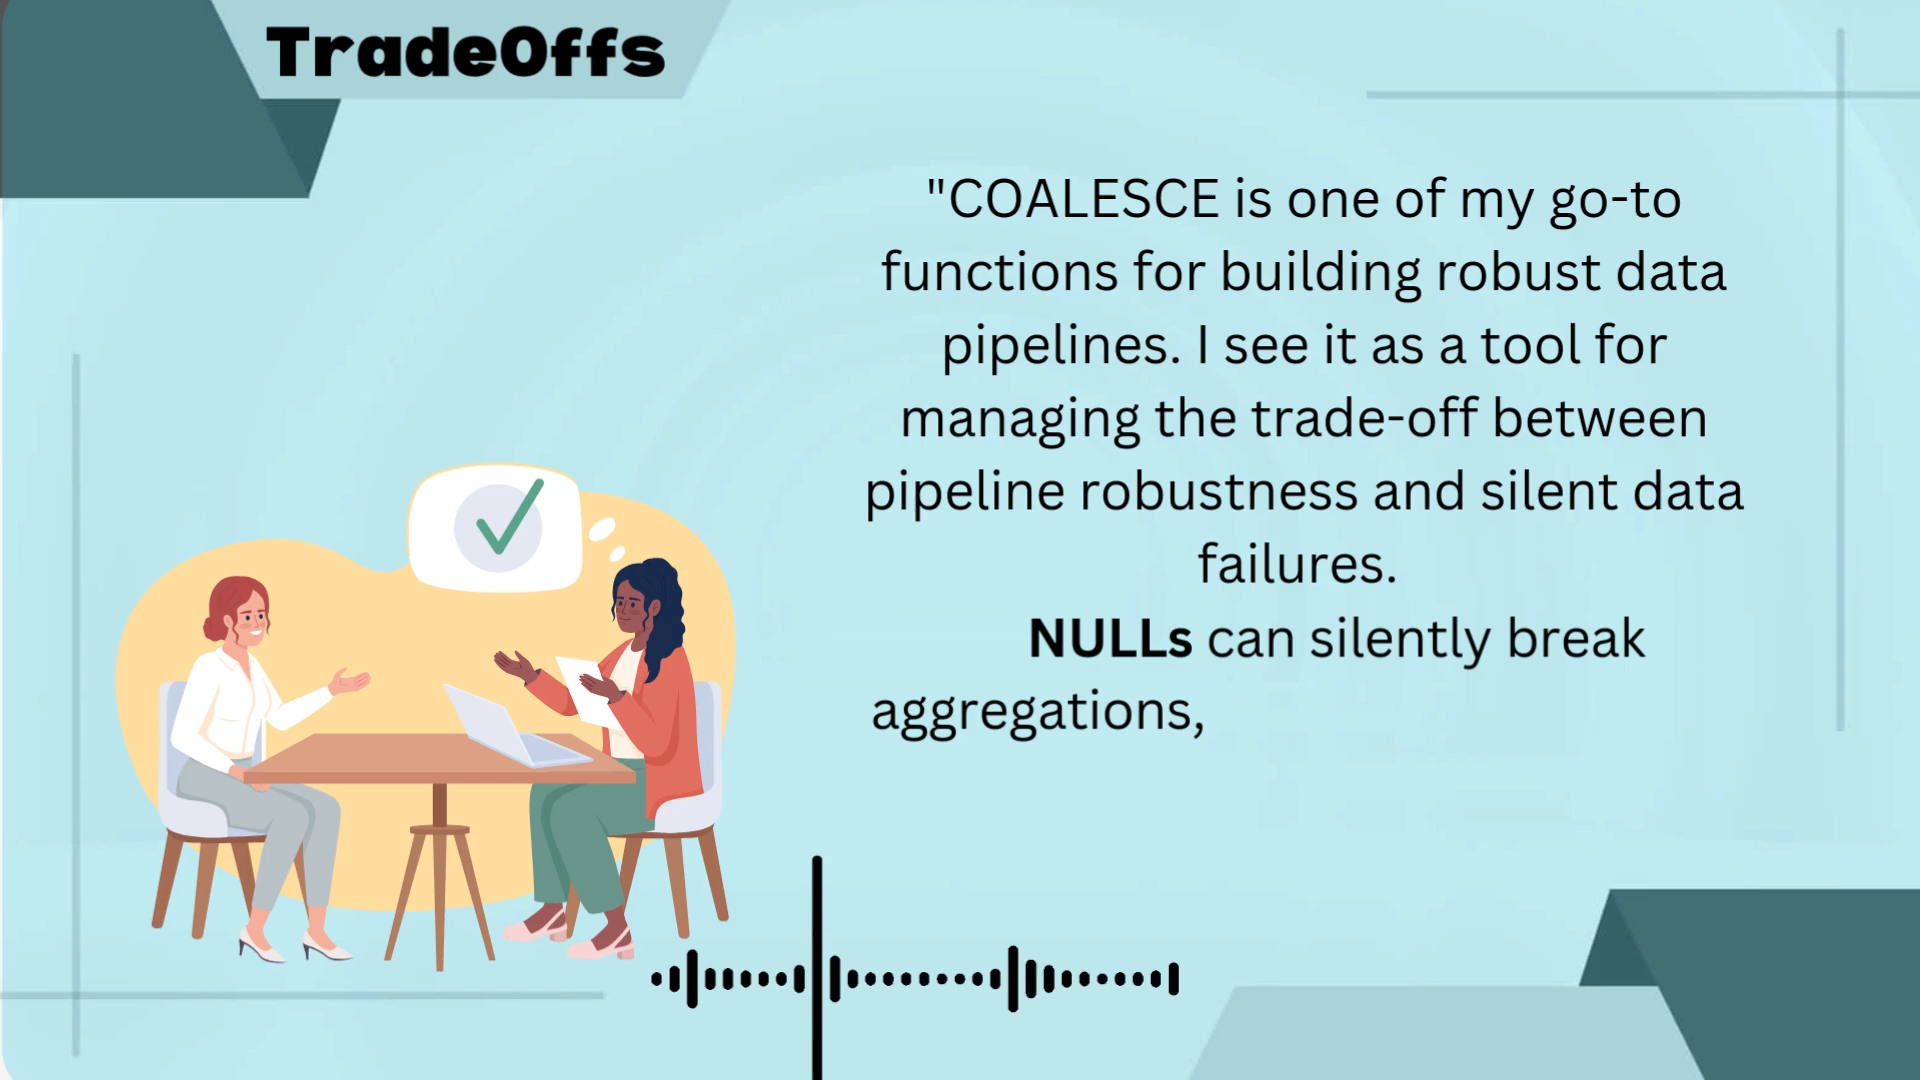 TradeOffs
"COALESCE is one of my go-to
functions for building robust data
pipelines. I see it as a tool for
managing the trade-off between
pipeline robustness and silent data
failures.
NULLs can silently break
aggregations,